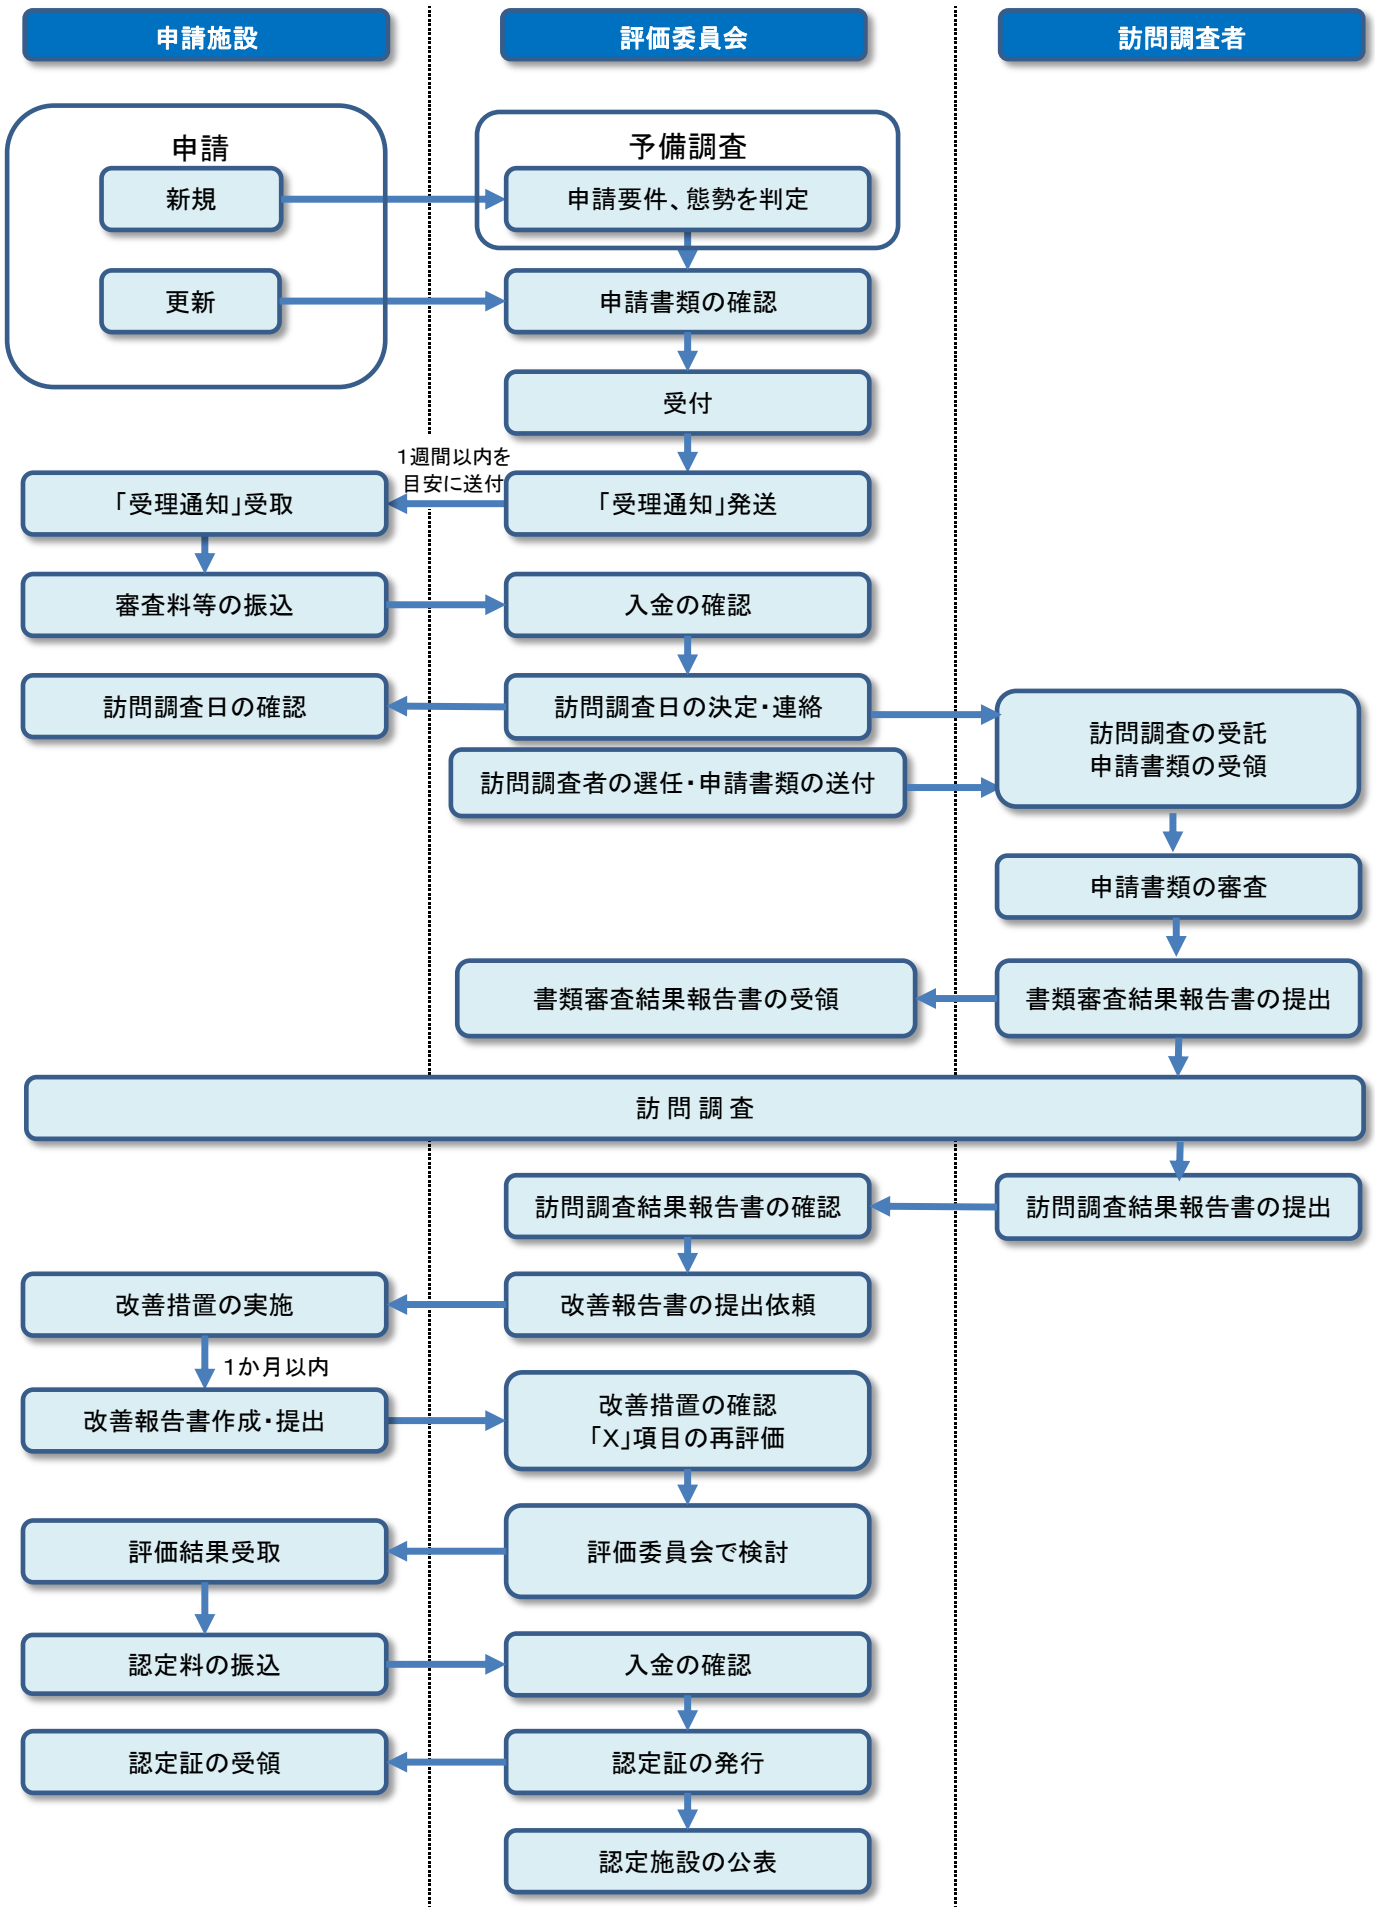 申請施設
評価委員会
訪問調査者
申請
予備調査
新規
申請要件、態勢を判定
更新
申請書類の確認
受付
1週間以内を
目安に送付
「受理通知」受取
「受理通知」発送
審査料等の振込
入金の確認
訪問調査日の確認
訪問調査日の決定・連絡
訪問調査の受託
申請書類の受領
訪問調査者の選任・申請書類の送付
申請書類の審査
書類審査結果報告書の受領
書類審査結果報告書の提出
訪問調査
訪問調査結果報告書の確認
訪問調査結果報告書の提出
改善措置の実施
改善報告書の提出依頼
1か月以内
改善報告書作成・提出
改善措置の確認
「X」項目の再評価
評価結果受取
評価委員会で検討
認定料の振込
入金の確認
認定証の受領
認定証の発行
認定施設の公表